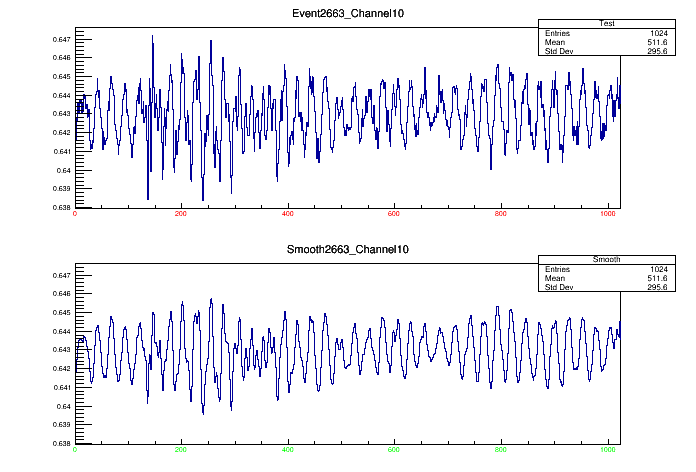 Event2663_Channel10
Test
Entries 1024
Mean 511.6
Std Dev 295.6
0.647
0.646
0.645
0.644
0.643
0.642
0.641
0.64
0.639
0.638
0 200 400 600 800 1000
Smooth2663_Channel10
Smooth
Entries 1024
Mean 511.6
Std Dev 295.6
0.647
0.646
0.645
0.644
0.643
0.642
0.641
0.64
0.639
0.638
0 200 400 600 800 1000